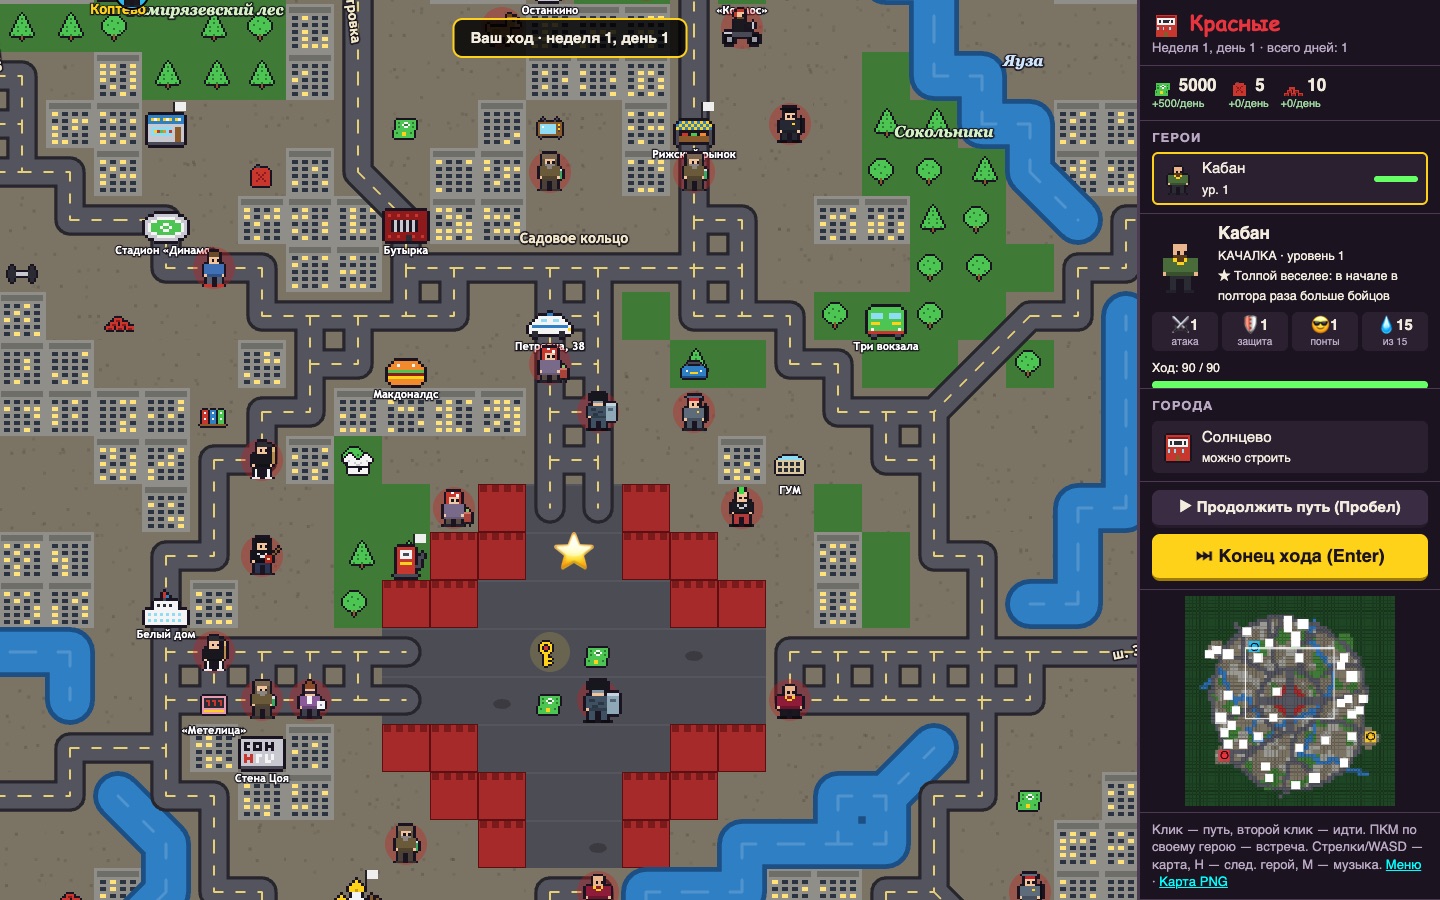 мирязевский лес
Останкино
Ваш ход · неделя 1, день 1
Яуза
Сокольники
Стадион «Динамо
Бутырка
Садовое кольцо
Три вокзала
Макдоналдс
ГУМ
Белый дом
«Метелица»
СОН
Стена Цоя
ш.
Красные
Неделя 1, день 1 · всего дней: 1
5000
+500/день
5
+0/день
10
+0/день
ГЕРОИ
Кабан
ур. 1
Кабан
КАЧАЛКА · уровень 1
★ Толпой веселее: в начале в
полтора раза больше бойцов
1
атака
1
защита
1
понты
15
из 15
Ход: 90 / 90
ГОРОДА
Солнцево
можно строить
▶ Продолжить путь (Пробел)
⏭ Конец хода (Enter)
Клик — путь, второй клик — идти. ПКМ по
своему герою — встреча. Стрелки/WASD —
карта, H — след. герой, M — музыка. Меню
· Карта PNG